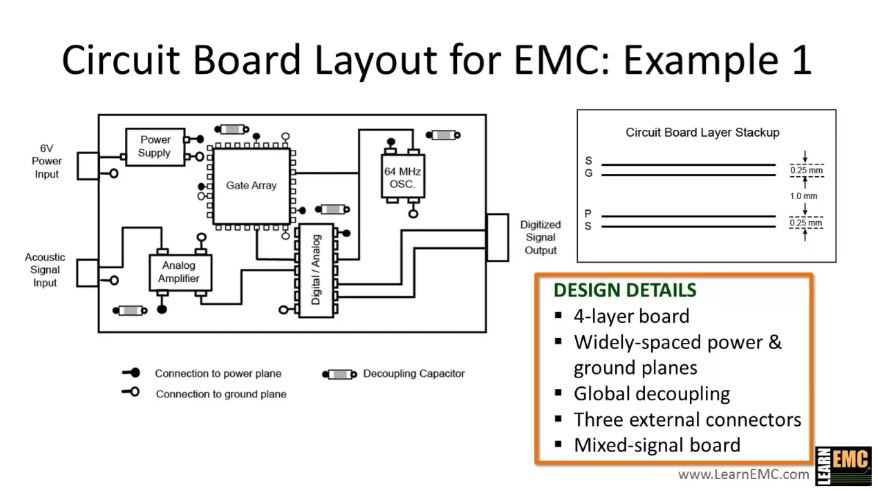 Circuit Board Layout for EMC: Example 1
6V
Power
Input
Power
Supply
Gate Array
64 MHz
OSC.
Acoustic
Signal
Input
Analog
Amplifier
Digital / Analog
Digitized
Signal
Output
Connection to power plane
Decoupling Capacitor
Connection to ground plane
Circuit Board Layer Stackup
S
G
0.25 mm
1.0 mm
P
S
0.25 mm
DESIGN DETAILS
▪ 4-layer board
▪ Widely-spaced power &
ground planes
▪ Global decoupling
▪ Three external connectors
▪ Mixed-signal board
www.LearnEMC.com
LEARN
EMC